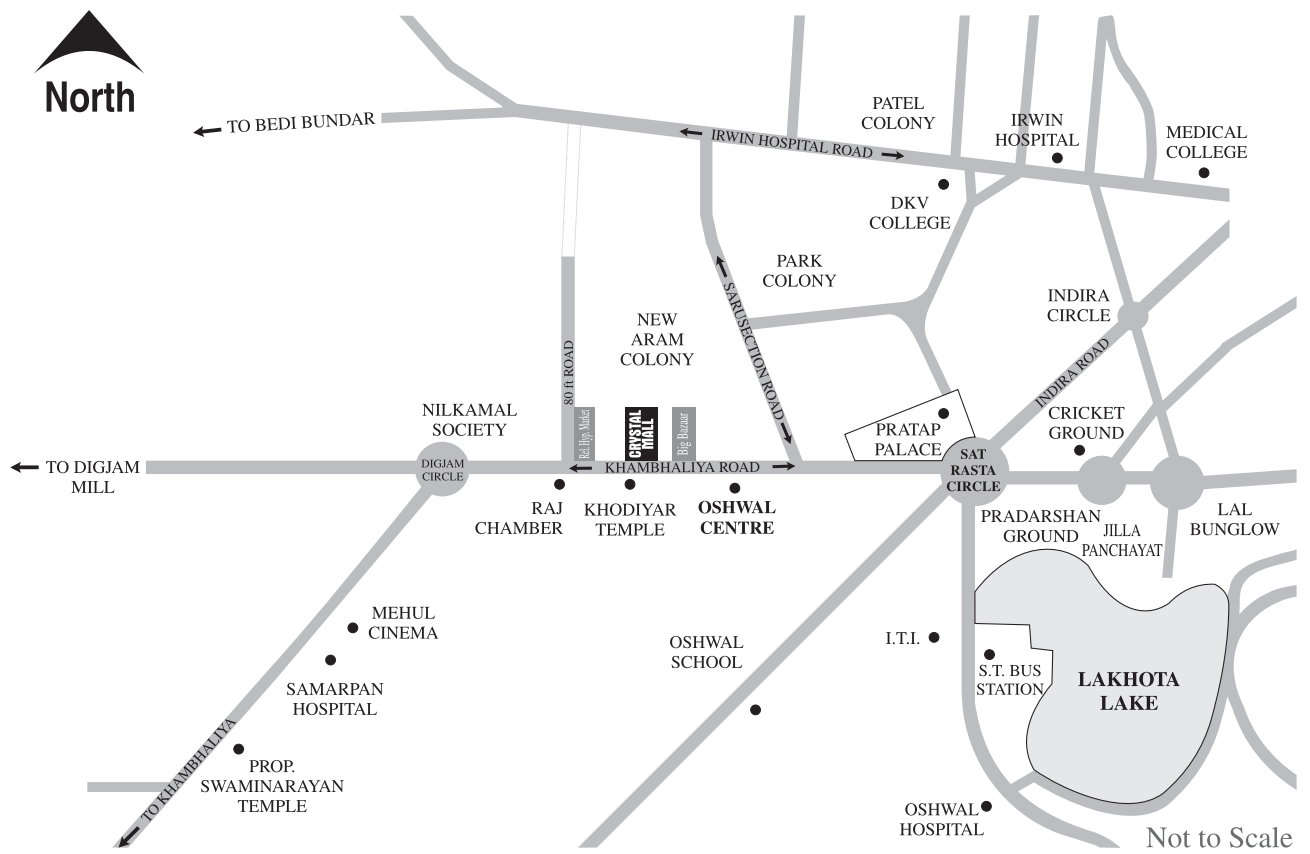 North
TO BEDI BUNDAR
IRWIN HOSPITAL ROAD
PATEL
COLONY
IRWIN
HOSPITAL
MEDICAL
COLLEGE
DKV
COLLEGE
PARK
COLONY
SARUSECTION ROAD
INDIRA
CIRCLE
INDIRA ROAD
NEW
ARAM
COLONY
80 ft ROAD
NILKAMAL
SOCIETY
Rel. Hyp. Market
CRYSTAL
MALL
Big Bazaar
PRATAP
PALACE
CRICKET
GROUND
TO DIGJAM
MILL
DIGJAM
CIRCLE
KHAMBHALIYA ROAD
SAT
RASTA
CIRCLE
RAJ
CHAMBER
KHODIYAR
TEMPLE
OSHWAL
CENTRE
PRADARSHAN
GROUND
JILLA
PANCHAYAT
LAL
BUNGLOW
MEHUL
CINEMA
SAMARPAN
HOSPITAL
OSHWAL
SCHOOL
I.T.I.
S.T. BUS
STATION
LAKHOTA
LAKE
TO KHAMBHALIYA
PROP.
SWAMINARAYAN
TEMPLE
OSHWAL
HOSPITAL
Not to Scale